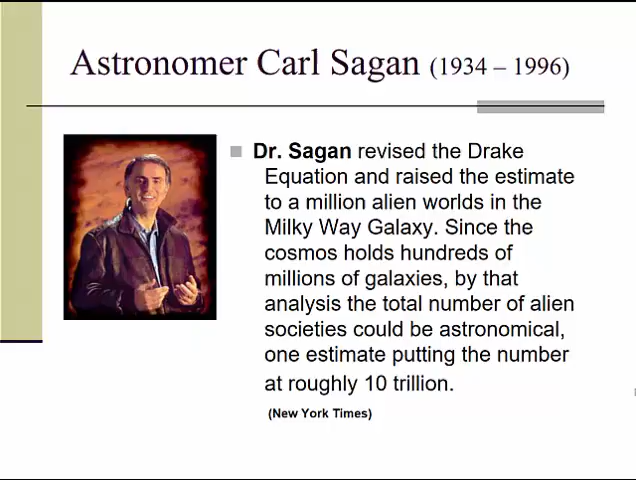 Astronomer Carl Sagan (1934 – 1996)
Dr. Sagan revised the Drake
Equation and raised the estimate
to a million alien worlds in the
Milky Way Galaxy. Since the
cosmos holds hundreds of
millions of galaxies, by that
analysis the total number of alien
societies could be astronomical,
one estimate putting the number
at roughly 10 trillion.
(New York Times)